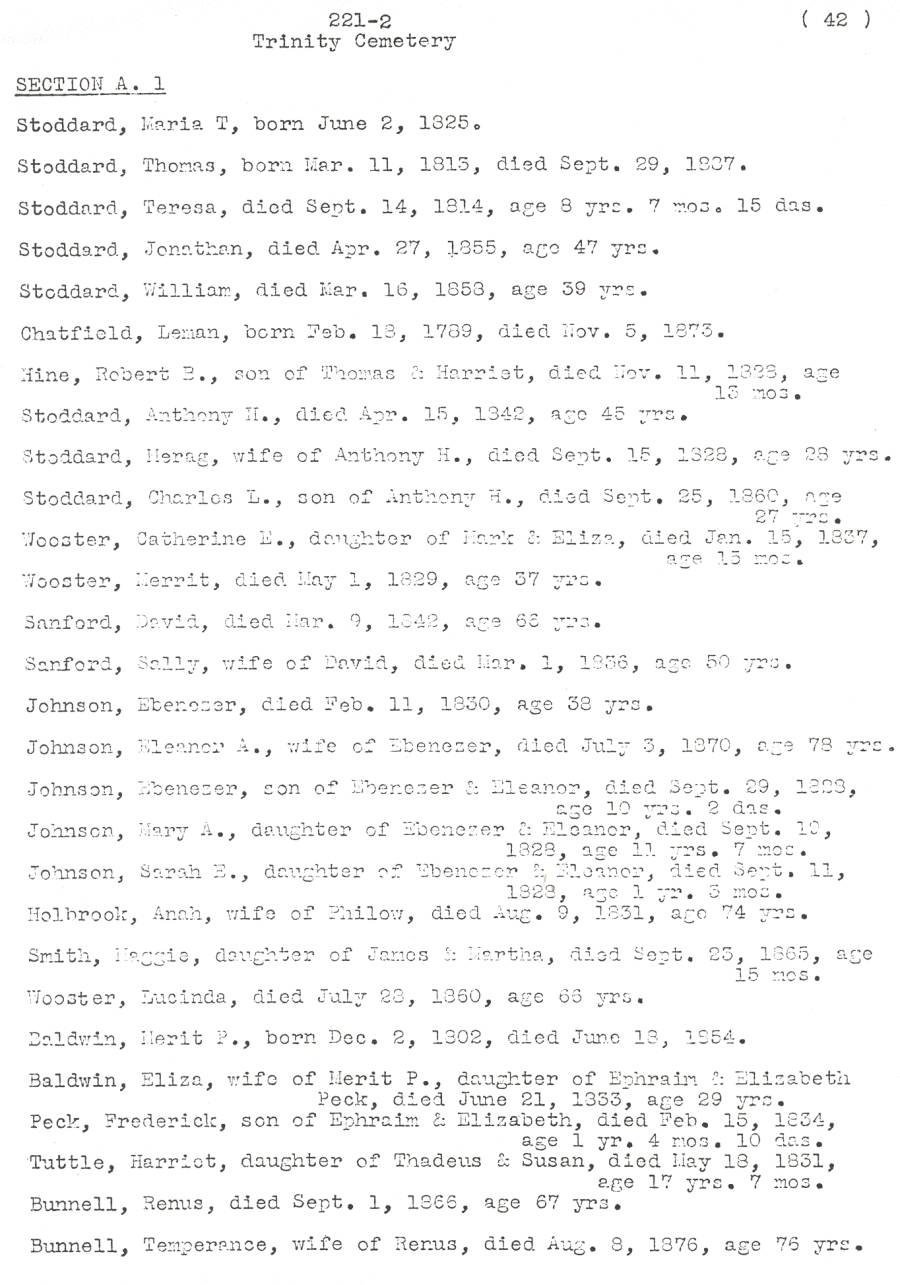 221-2 ( 42 )
Trinity Cemetery
SECTION A. 1
Stoddard, Maria T, born June 2, 1825.
Stoddard, Thomas, born Mar. 11, 1815, died Sept. 29, 1887.
Stoddard, Teresa, died Sept. 14, 1814, age 8 yrs. 7 mos. 15 das.
Stoddard, Jonathan, died Apr. 27, 1855, age 47 yrs.
Stoddard, William, died Mar. 16, 1858, age 39 yrs.
Chatfield, Leman, born Feb. 18, 1789, died Nov. 5, 1873.
Hine, Robert B., son of Thomas & Harriet, died Nov. 11, 1828, age
13 mos.
Stoddard, Anthony H., died Apr. 15, 1842, age 45 yrs.
Stoddard, Merag, wife of Anthony H., died Sept. 15, 1828, age 28 yrs.
Stoddard, Charles L., son of Anthony H., died Sept. 25, 1860, age
27 yrs.
Wooster, Catherine E., daughter of Mark & Eliza, died Jan. 15, 1837,
age 15 mos.
Wooster, Merrit, died May 1, 1829, age 37 yrs.
Sanford, David, died Mar. 9, 1842, age 66 yrs.
Sanford, Sally, wife of David, died Mar. 1, 1836, age 50 yrs.
Johnson, Ebenezer, died Feb. 11, 1830, age 38 yrs.
Johnson, Eleanor A., wife of Ebenezer, died July 3, 1870, age 78 yrs.
Johnson, Ebenezer, son of Ebenezer & Eleanor, died Sept. 29, 1828,
age 10 yrs. 2 das.
Johnson, Mary A., daughter of Ebenezer & Eleanor, died Sept. 10,
1828, age 11 yrs. 7 mos.
Johnson, Sarah E., daughter of Ebenezer & Eleanor, died Sept. 11,
1828, age 1 yr. 3 mos.
Holbrook, Anah, wife of Philow, died Aug. 9, 1831, age 74 yrs.
Smith, Maggie, daughter of James & Martha, died Sept. 23, 1865, age
15 mos.
Wooster, Lucinda, died July 28, 1860, age 66 yrs.
Baldwin, Merit P., born Dec. 2, 1802, died June 18, 1854.
Baldwin, Eliza, wife of Merit P., daughter of Ephraim & Elizabeth
Peck, died June 21, 1833, age 29 yrs.
Peck, Frederick, son of Ephraim & Elizabeth, died Feb. 15, 1834,
age 1 yr. 4 mos. 10 das.
Tuttle, Harriet, daughter of Thadeus & Susan, died May 18, 1831,
age 17 yrs. 7 mos.
Bunnell, Renus, died Sept. 1, 1866, age 67 yrs.
Bunnell, Temperance, wife of Renus, died Aug. 8, 1876, age 76 yrs.